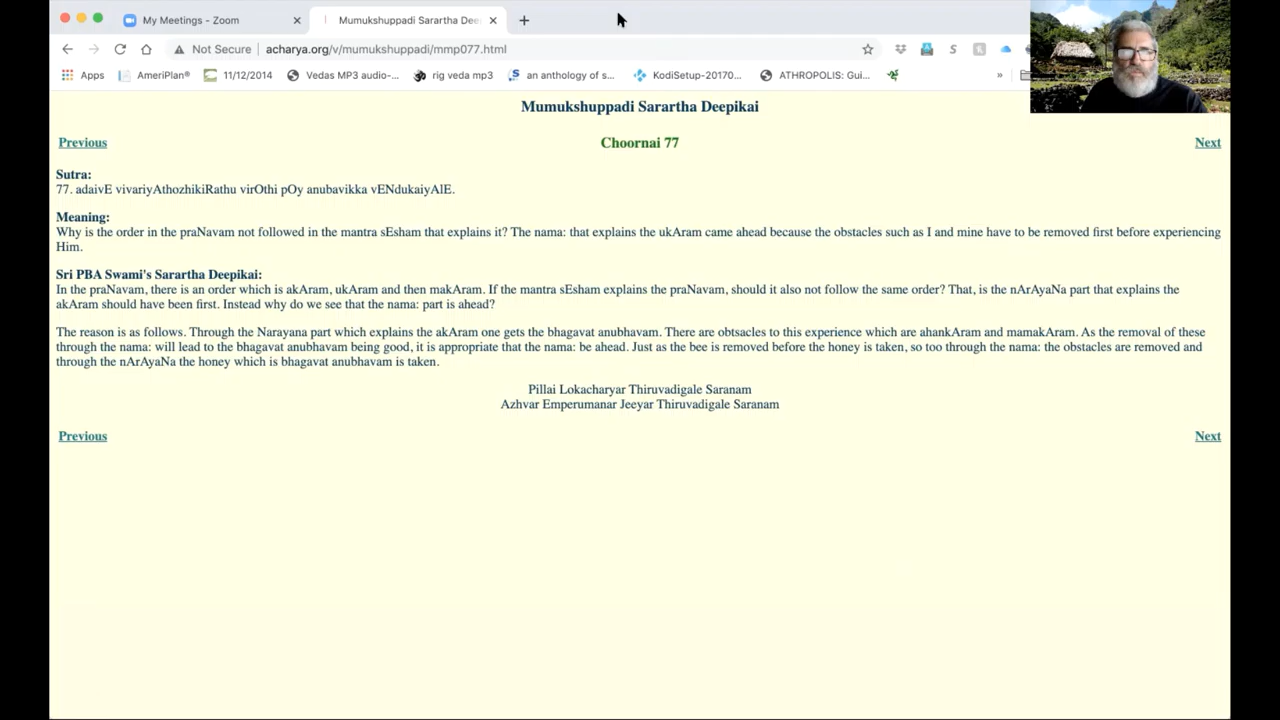 My Meetings - Zoom
Mumukshuppadi Sarartha Dee
Not Secure | acharya.org/v/mumukshuppadi/mmp077.html
Apps AmeriPlan® 11/12/2014 Vedas MP3 audio-... rig veda mp3 an anthology of s... KodiSetup-20170... ATHROPOLIS: Gui... »
Mumukshuppadi Sarartha Deepikai
Previous Choornai 77 Next
Sutra:
77. adaivE vivariyAthozhikiRathu virOthi pOy anubavikka vENdukaiyAlE.
Meaning:
Why is the order in the praNavam not followed in the mantra sEsham that explains it? The nama: that explains the ukAram came ahead because the obstacles such as I and mine have to be removed first before experiencing
Him.
Sri PBA Swami's Sarartha Deepikai:
In the praNavam, there is an order which is akAram, ukAram and then makAram. If the mantra sEsham explains the praNavam, should it also not follow the same order? That, is the nArAyaNa part that explains the
akAram should have been first. Instead why do we see that the nama: part is ahead?
The reason is as follows. Through the Narayana part which explains the akAram one gets the bhagavat anubhavam. There are obtsacles to this experience which are ahankAram and mamakAram. As the removal of these
through the nama: will lead to the bhagavat anubhavam being good, it is appropriate that the nama: be ahead. Just as the bee is removed before the honey is taken, so too through the nama: the obstacles are removed and
through the nArAyaNa the honey which is bhagavat anubhavam is taken.
Pillai Lokacharyar Thiruvadigale Saranam
Azhvar Emperumanar Jeeyar Thiruvadigale Saranam
Previous Next